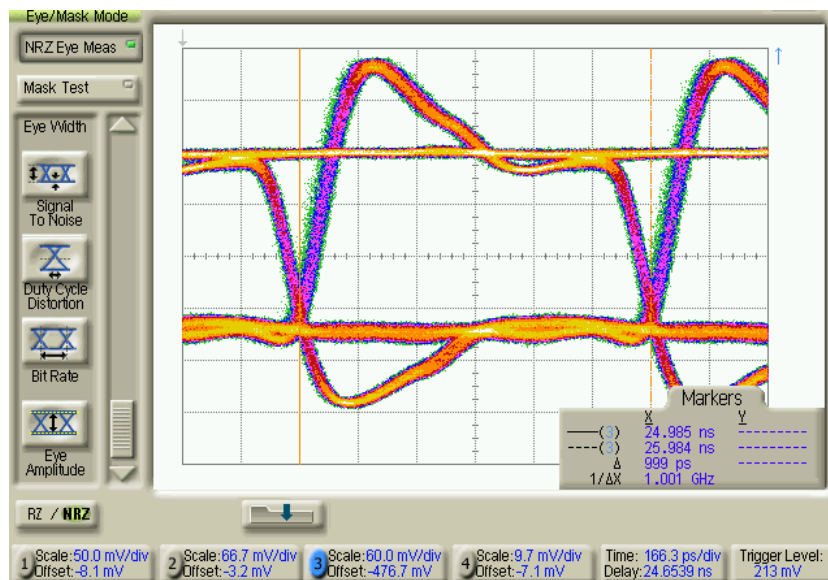 Eye/Mask Mode
NRZ Eye Meas
Mask Test
Eye Width
Signal
To Noise
Duty Cycle
Distortion
Bit Rate
Eye
Amplitude
RZ / NRZ
Markers
X Y
(3) 24.985 ns ---------
(3) 25.984 ns ---------
Δ 999 ps ---------
1/ΔX 1.001 GHz
1 Scale:50.0 mV/div
Offset:-8.1 mV
2 Scale:66.7 mV/div
Offset:-3.2 mV
3 Scale:60.0 mV/div
Offset:-476.7 mV
4 Scale:9.7 mV/div
Offset:-7.1 mV
Time: 166.3 ps/div
Delay:24.6539 ns
Trigger Level:
213 mV